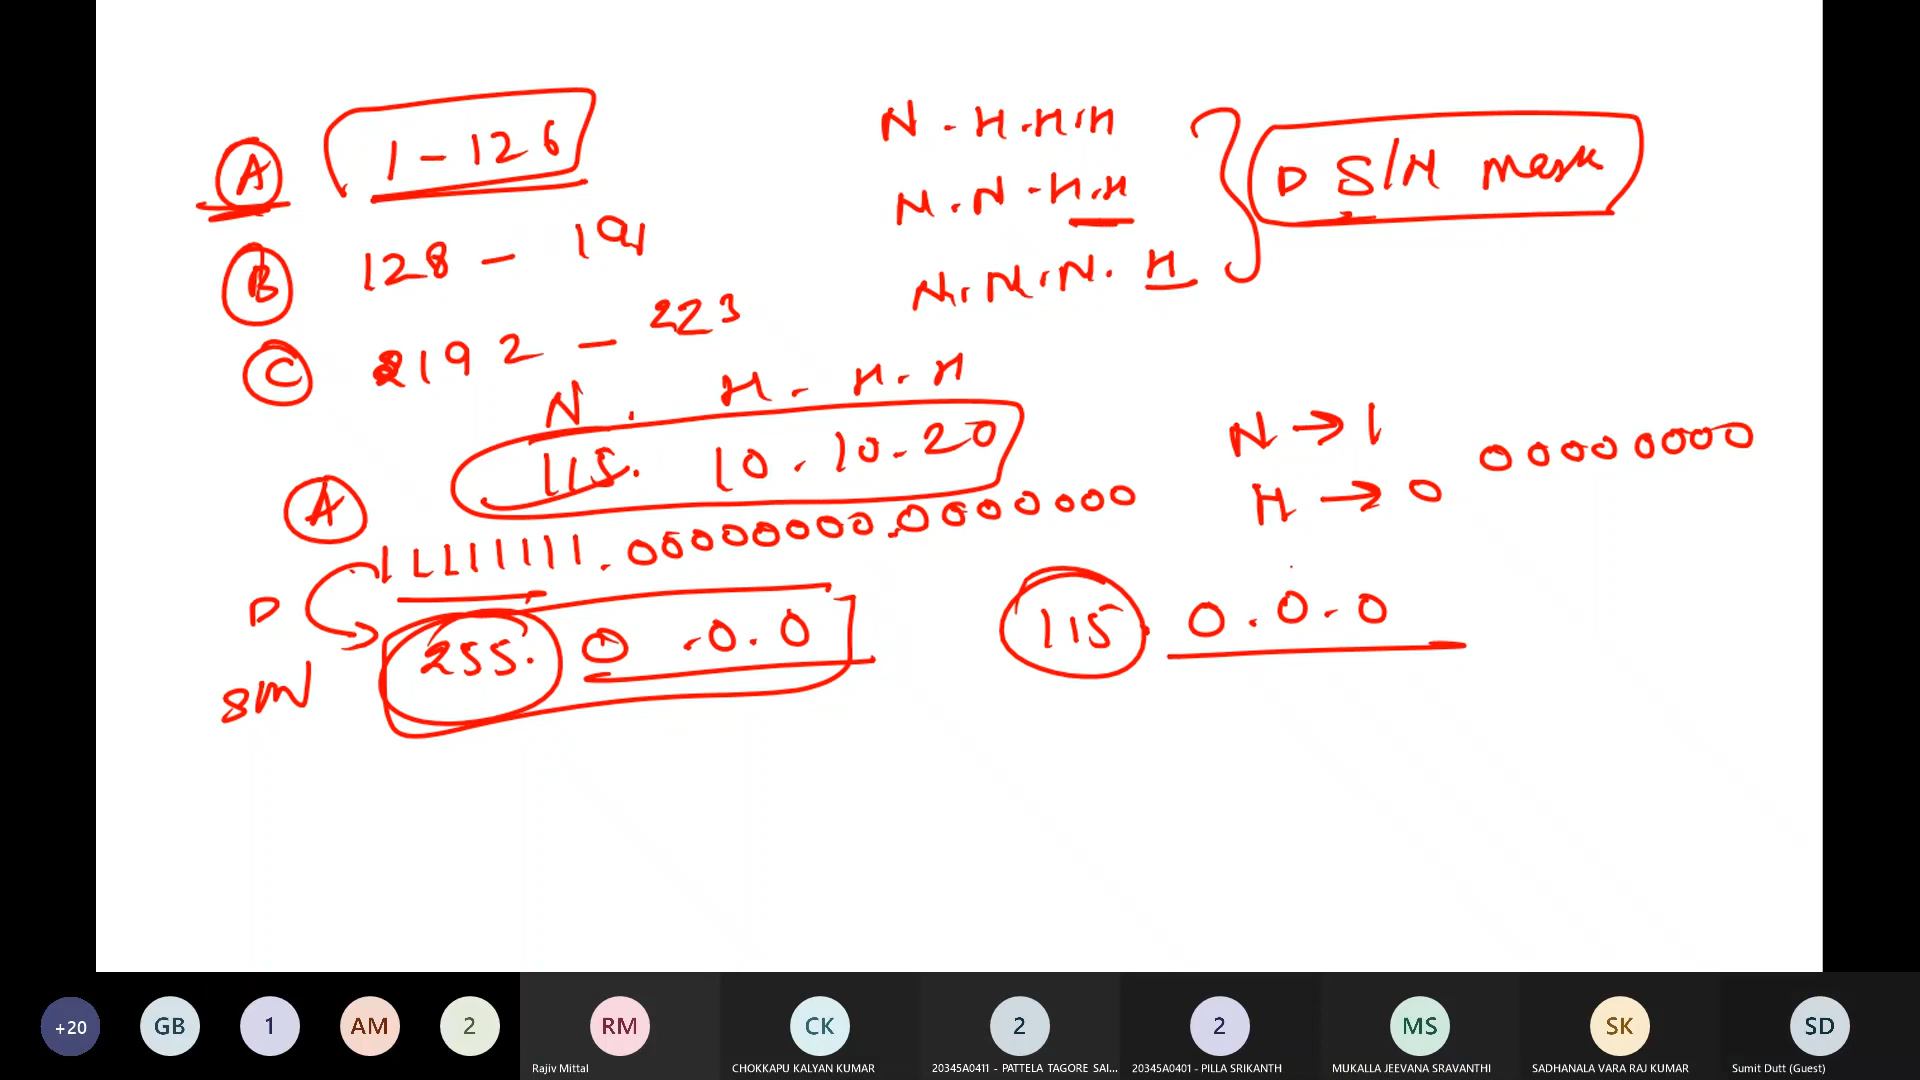 A 1 - 126 N . H . H . H
B 128 - 191 N . N . H . H D S/N Mask
C 192 - 223 N . N . N . H
N . H . H . H
115. 10 . 10 . 20 N → 1
A H → 0 00000000
11111111.00000000.00000000
D 255. 0 .0.0 115. 0.0.0
S/N
+20 GB 1 AM 2 RM CK 2 2 MS SK SD
Rajiv Mittal CHOKKAPU KALYAN KUMAR 20345A0411 - PATTELA TAGORE SAI... 20345A0401 - PILLA SRIKANTH MUKALLA JEEVANA SRAVANTHI SADHANALA VARA RAJ KUMAR Sumit Dutt (Guest)